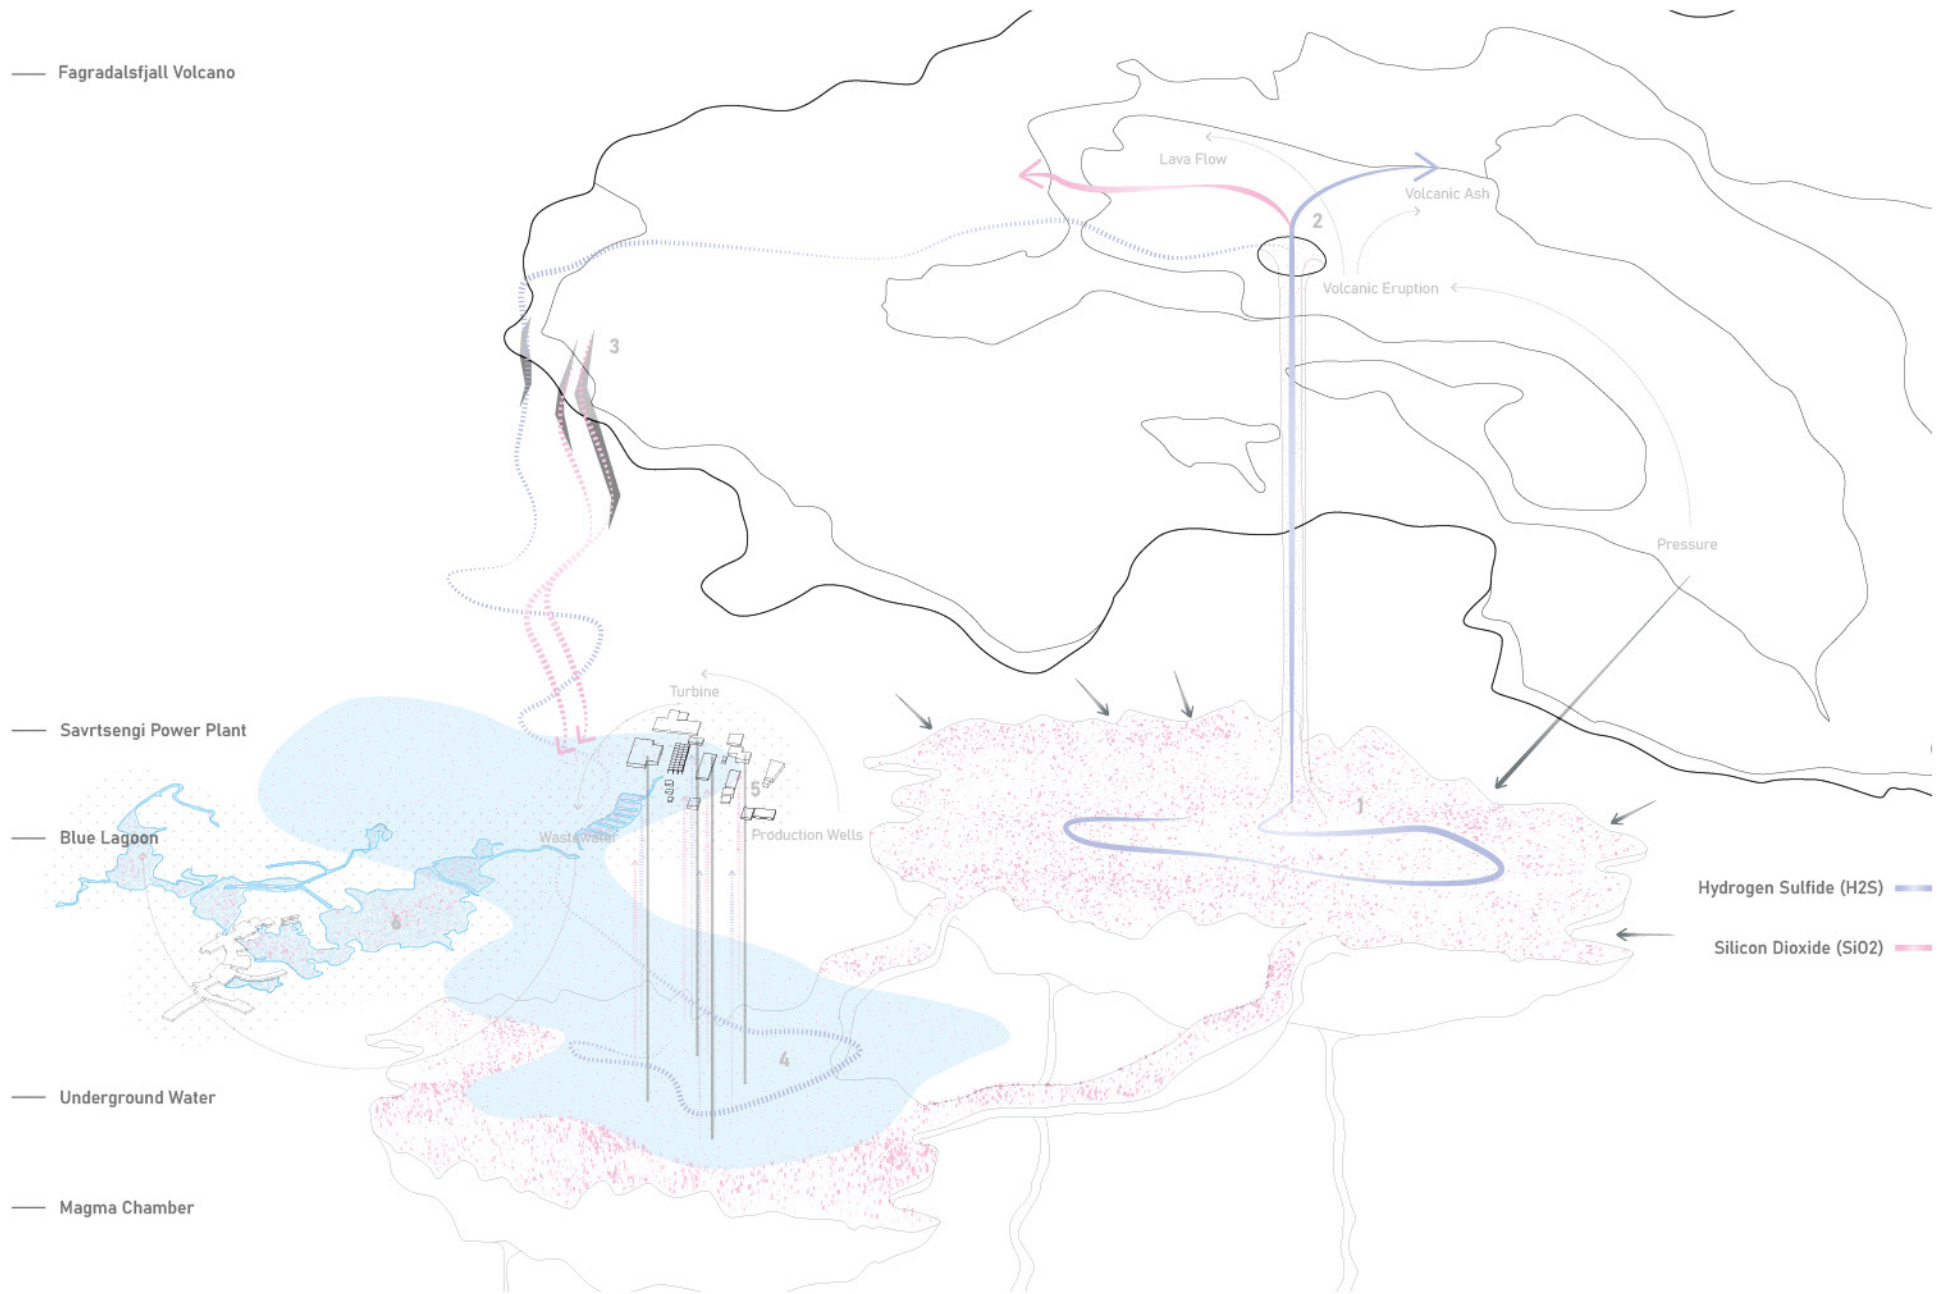 Fagradalsfjall Volcano
Lava Flow
Volcanic Ash
2
Volcanic Eruption
3
Pressure
Turbine
Savrtsengi Power Plant
5
1
Blue Lagoon
Wastewater
Production Wells
Hydrogen Sulfide (H2S)
6
Silicon Dioxide (SiO2)
4
Underground Water
Magma Chamber